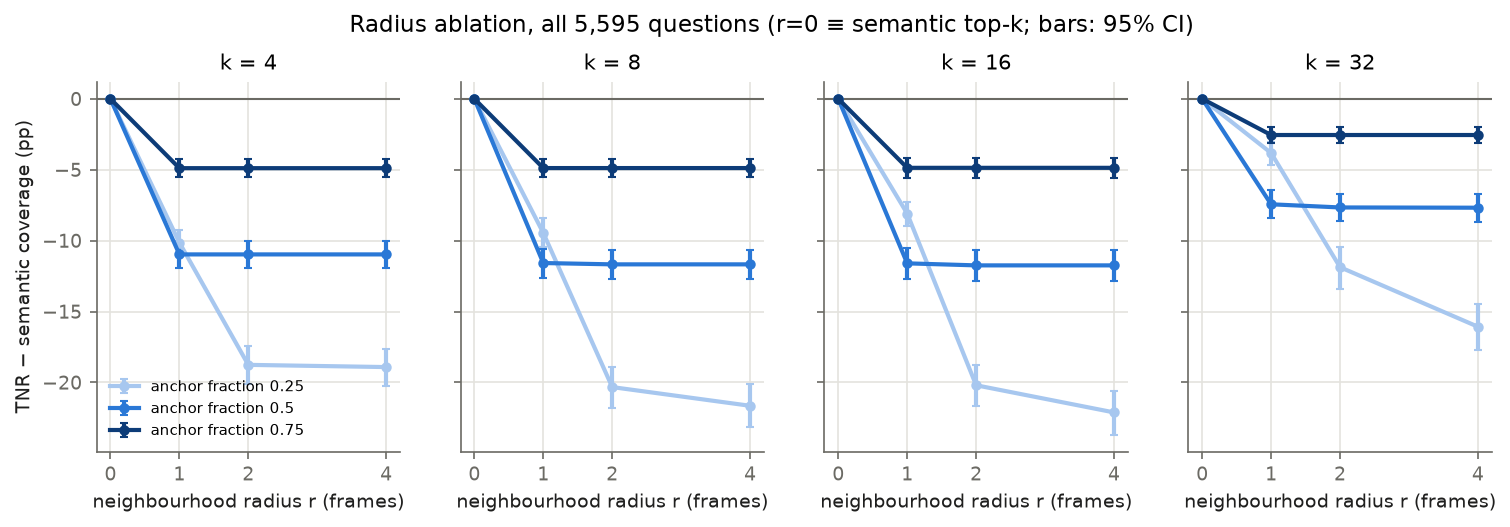 Radius ablation, all 5,595 questions (r=0 ≡ semantic top-k; bars: 95% CI)
k = 4
k = 8
k = 16
k = 32
TNR − semantic coverage (pp)
0
−5
−10
−15
−20
anchor fraction 0.25
anchor fraction 0.5
anchor fraction 0.75
0 1 2 4
0 1 2 4
0 1 2 4
0 1 2 4
neighbourhood radius r (frames)
neighbourhood radius r (frames)
neighbourhood radius r (frames)
neighbourhood radius r (frames)